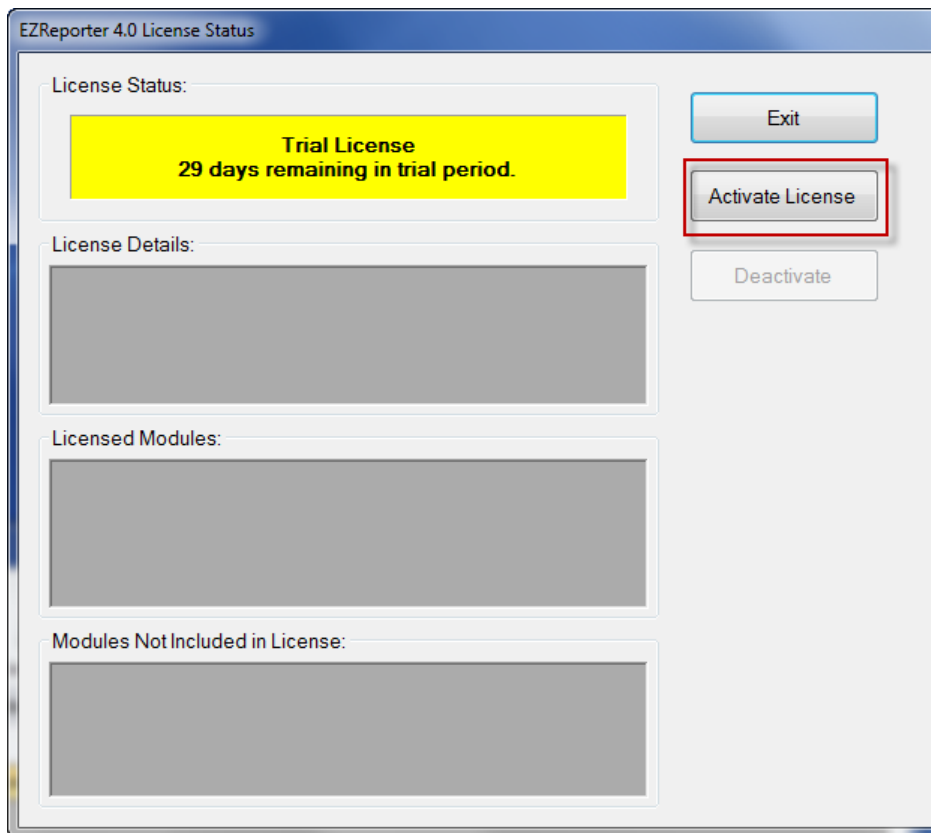 EZReporter 4.0 License Status
License Status:
Trial License
29 days remaining in trial period.
Exit
Activate License
Deactivate
License Details:
Licensed Modules:
Modules Not Included in License: